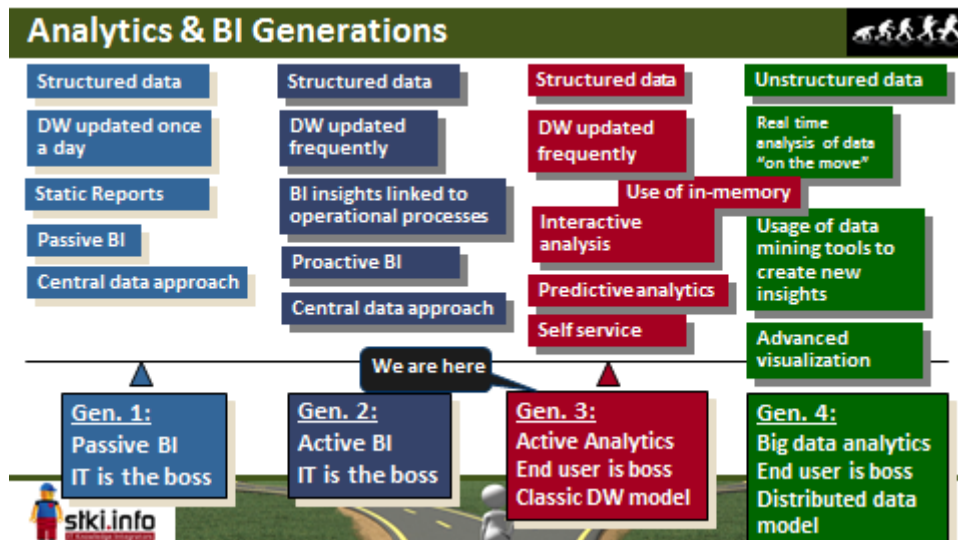 Analytics & BI Generations
Structured data
DW updated once
a day
Static Reports
Passive BI
Central data approach
Structured data
DW updated
frequently
BI insights linked to
operational processes
Proactive BI
Central data approach
Structured data
DW updated
frequently
Use of in-memory
Interactive
analysis
Predictive analytics
Self service
Unstructured data
Real time
analysis of data
"on the move"
Usage of data
mining tools to
create new
insights
Advanced
visualization
We are here
Gen. 1:
Passive BI
IT is the boss
Gen. 2:
Active BI
IT is the boss
Gen. 3:
Active Analytics
End user is boss
Classic DW model
Gen. 4:
Big data analytics
End user is boss
Distributed data
model
stki.info
IT Knowledge Integrators